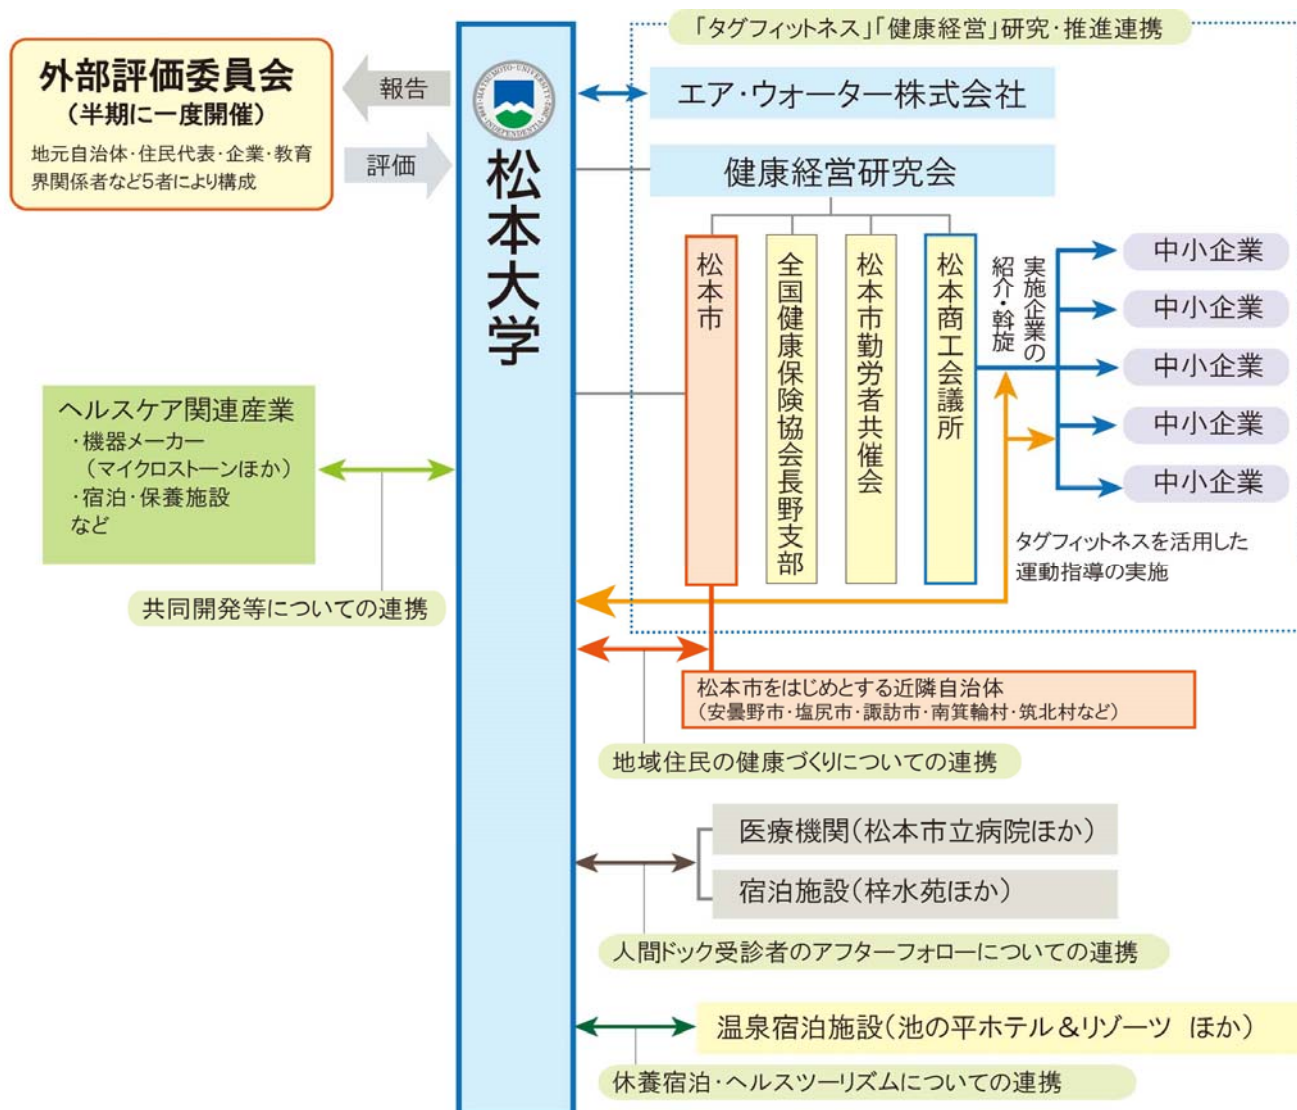 「タグフィットネス」「健康経営」研究・推進連携
外部評価委員会
(半期に一度開催)
地元自治体・住民代表・企業・教育
界関係者など5者により構成
報告
評価
MATSUMOTO-UNIVERSITY
INDEPENDENTIA
松本大学
エア・ウォーター株式会社
健康経営研究会
松本市
全国健康保険協会長野支部
松本市勤労者共催会
松本商工会議所
実施企業の
紹介・斡旋
中小企業
中小企業
中小企業
中小企業
中小企業
タグフィットネスを活用した
運動指導の実施
ヘルスケア関連産業
・機器メーカー
(マイクロストーンほか)
・宿泊・保養施設
など
共同開発等についての連携
松本市をはじめとする近隣自治体
(安曇野市・塩尻市・諏訪市・南箕輪村・筑北村など)
地域住民の健康づくりについての連携
医療機関(松本市立病院ほか)
宿泊施設(梓水苑ほか)
人間ドック受診者のアフターフォローについての連携
温泉宿泊施設(池の平ホテル&リゾーツ ほか)
休養宿泊・ヘルスツーリズムについての連携